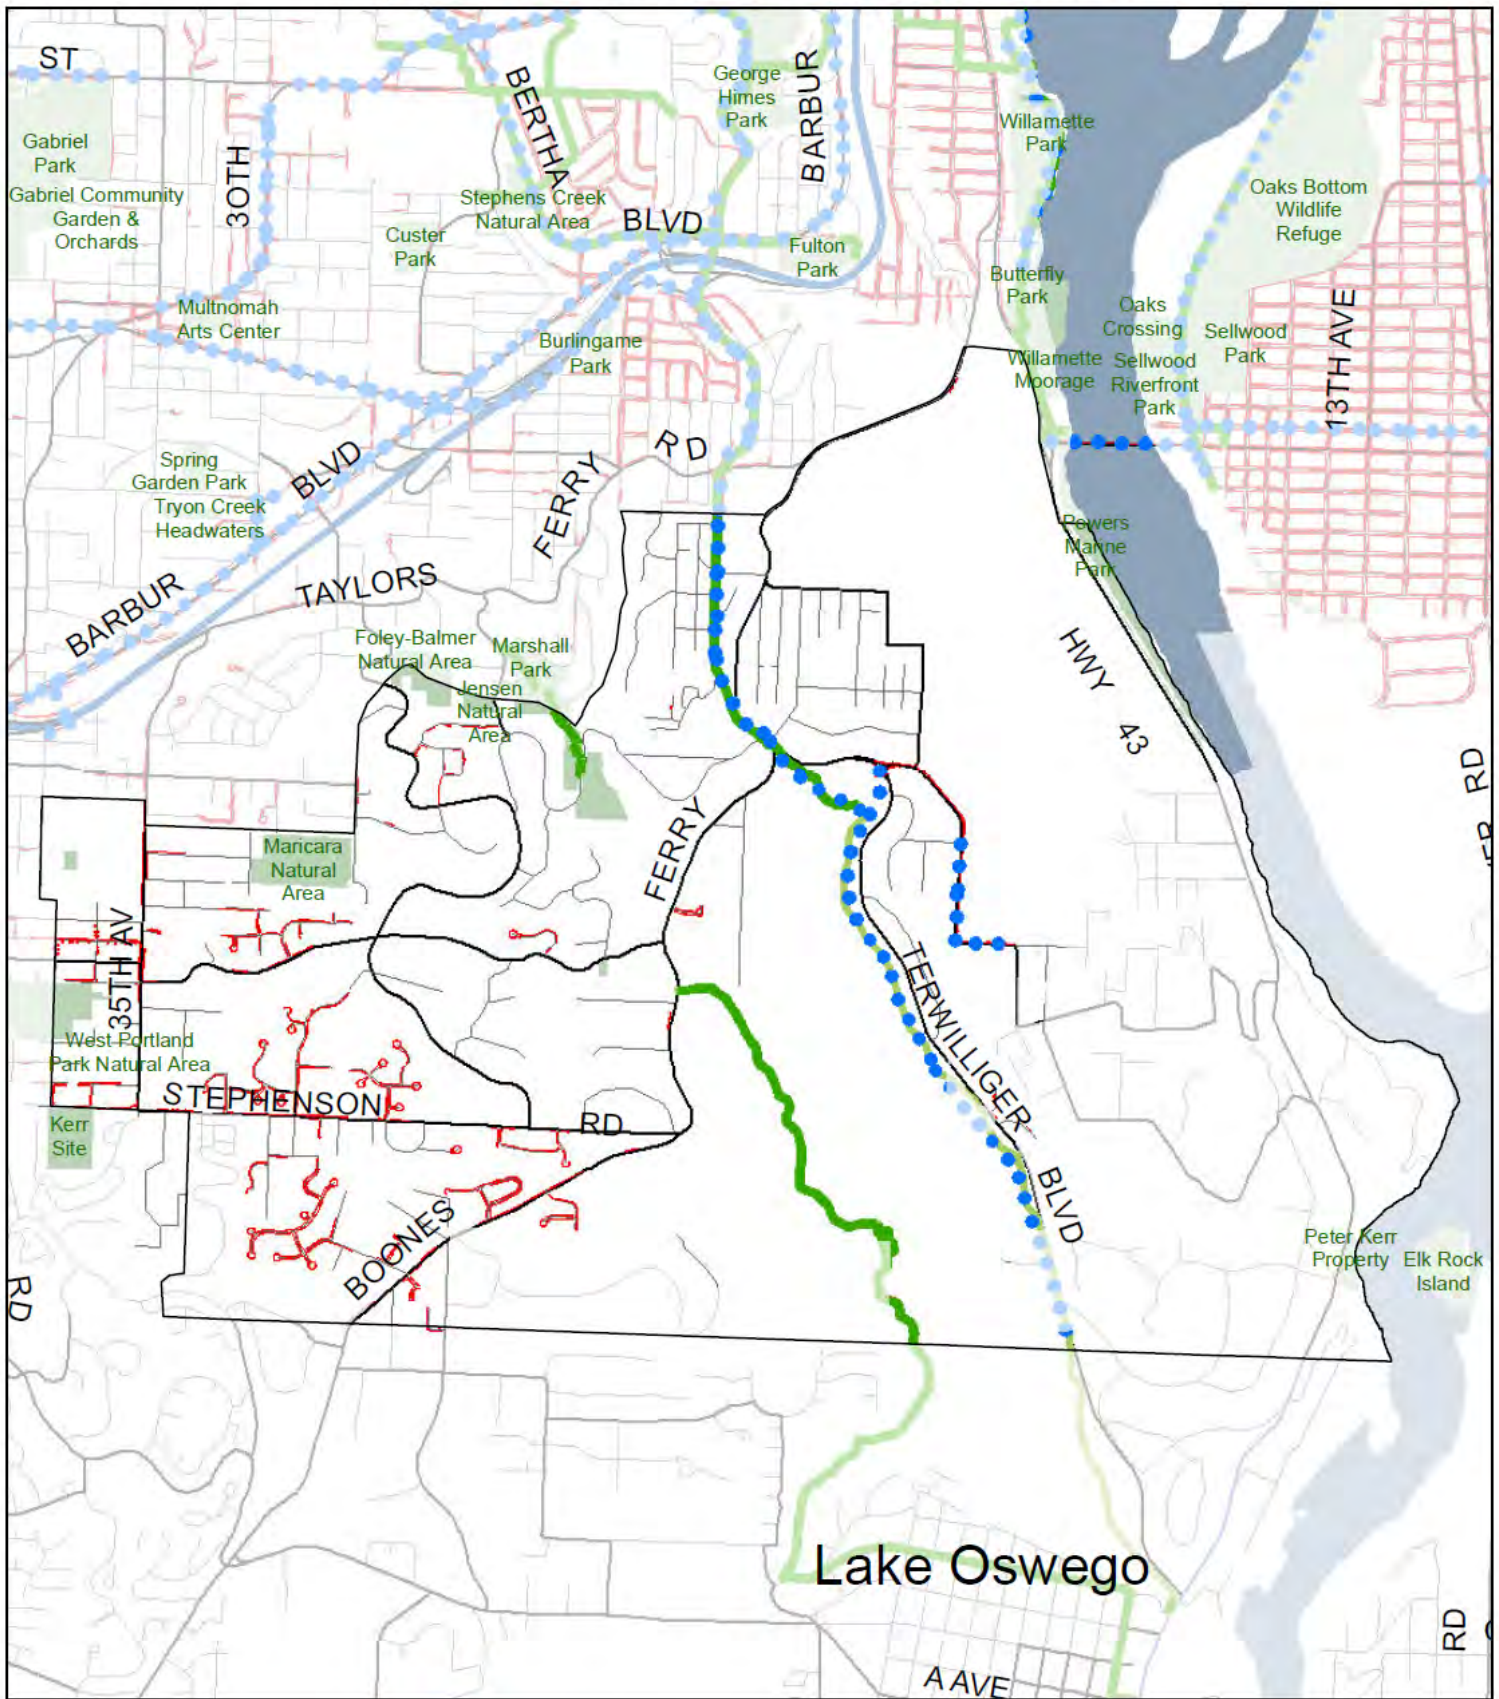 ST
BERTHA
George
Himes
Park
BARBUR
Willamette
Park
Gabriel
Park
Gabriel Community
Garden &
Orchards
30TH
Stephens Creek
Natural Area
BLVD
Custer
Park
Fulton
Park
Oaks Bottom
Wildlife
Refuge
Butterfly
Park
Multnomah
Arts Center
Burlingame
Park
Oaks
Crossing
Sellwood
Park
13TH AVE
Willamette
Moorage
Sellwood
Riverfront
Park
Spring
Garden Park
Tryon Creek
Headwaters
BLVD
FERRY
RD
BARBUR
TAYLORS
Powers
Marine
Park
Foley-Balmer
Natural Area
Marshall
Park
Jensen
Natural
Area
HWY
43
RD
FERRY
Maricara
Natural
Area
35TH AV
TERWILLIGER
West Portland
Park Natural Area
STEPHENSON
RD
Kerr
Site
BLVD
BOONES
RD
Peter Kerr
Property
Elk Rock
Island
Lake Oswego
A AVE
RD